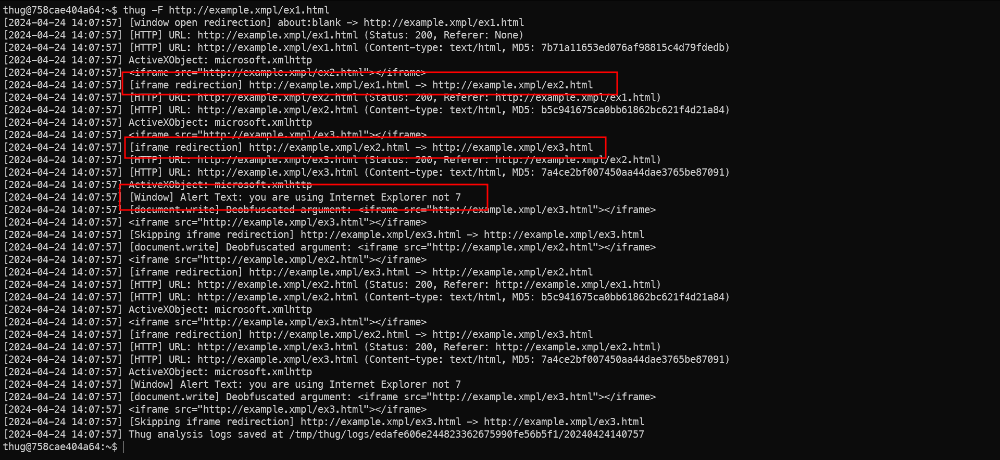 thug@758cae404a64:~$ thug -F http://example.xmpl/ex1.html
[2024-04-24 14:07:57] [window open redirection] about:blank -> http://example.xmpl/ex1.html
[2024-04-24 14:07:57] [HTTP] URL: http://example.xmpl/ex1.html (Status: 200, Referer: None)
[2024-04-24 14:07:57] [HTTP] URL: http://example.xmpl/ex1.html (Content-type: text/html, MD5: 7b71a11653ed076af98815c4d79fdedb)
[2024-04-24 14:07:57] ActiveXObject: microsoft.xmlhttp
[2024-04-24 14:07:57] <iframe src="http://example.xmpl/ex2.html"></iframe>
[2024-04-24 14:07:57] [iframe redirection] http://example.xmpl/ex1.html -> http://example.xmpl/ex2.html
[2024-04-24 14:07:57] [HTTP] URL: http://example.xmpl/ex2.html (Status: 200, Referer: http://example.xmpl/ex1.html)
[2024-04-24 14:07:57] [HTTP] URL: http://example.xmpl/ex2.html (Content-type: text/html, MD5: b5c941675ca0bb61862bc621f4d21a84)
[2024-04-24 14:07:57] ActiveXObject: microsoft.xmlhttp
[2024-04-24 14:07:57] <iframe src="http://example.xmpl/ex3.html"></iframe>
[2024-04-24 14:07:57] [iframe redirection] http://example.xmpl/ex2.html -> http://example.xmpl/ex3.html
[2024-04-24 14:07:57] [HTTP] URL: http://example.xmpl/ex3.html (Status: 200, Referer: http://example.xmpl/ex2.html)
[2024-04-24 14:07:57] [HTTP] URL: http://example.xmpl/ex3.html (Content-type: text/html, MD5: 7a4ce2bf007450aa44dae3765be87091)
[2024-04-24 14:07:57] ActiveXObject: microsoft.xmlhttp
[2024-04-24 14:07:57] [Window] Alert Text: you are using Internet Explorer not 7
[2024-04-24 14:07:57] [document.write] Deobfuscated argument: <iframe src="http://example.xmpl/ex3.html"></iframe>
[2024-04-24 14:07:57] <iframe src="http://example.xmpl/ex3.html"></iframe>
[2024-04-24 14:07:57] [Skipping iframe redirection] http://example.xmpl/ex3.html -> http://example.xmpl/ex3.html
[2024-04-24 14:07:57] [document.write] Deobfuscated argument: <iframe src="http://example.xmpl/ex2.html"></iframe>
[2024-04-24 14:07:57] <iframe src="http://example.xmpl/ex2.html"></iframe>
[2024-04-24 14:07:57] [iframe redirection] http://example.xmpl/ex3.html -> http://example.xmpl/ex2.html
[2024-04-24 14:07:57] [HTTP] URL: http://example.xmpl/ex2.html (Status: 200, Referer: http://example.xmpl/ex1.html)
[2024-04-24 14:07:57] [HTTP] URL: http://example.xmpl/ex2.html (Content-type: text/html, MD5: b5c941675ca0bb61862bc621f4d21a84)
[2024-04-24 14:07:57] ActiveXObject: microsoft.xmlhttp
[2024-04-24 14:07:57] <iframe src="http://example.xmpl/ex3.html"></iframe>
[2024-04-24 14:07:57] [iframe redirection] http://example.xmpl/ex2.html -> http://example.xmpl/ex3.html
[2024-04-24 14:07:57] [HTTP] URL: http://example.xmpl/ex3.html (Status: 200, Referer: http://example.xmpl/ex2.html)
[2024-04-24 14:07:57] [HTTP] URL: http://example.xmpl/ex3.html (Content-type: text/html, MD5: 7a4ce2bf007450aa44dae3765be87091)
[2024-04-24 14:07:57] ActiveXObject: microsoft.xmlhttp
[2024-04-24 14:07:57] [Window] Alert Text: you are using Internet Explorer not 7
[2024-04-24 14:07:57] [document.write] Deobfuscated argument: <iframe src="http://example.xmpl/ex3.html"></iframe>
[2024-04-24 14:07:57] <iframe src="http://example.xmpl/ex3.html"></iframe>
[2024-04-24 14:07:57] [Skipping iframe redirection] http://example.xmpl/ex3.html -> http://example.xmpl/ex3.html
[2024-04-24 14:07:57] Thug analysis logs saved at /tmp/thug/logs/edafe606e244823362675990fe56b5f1/20240424140757
thug@758cae404a64:~$